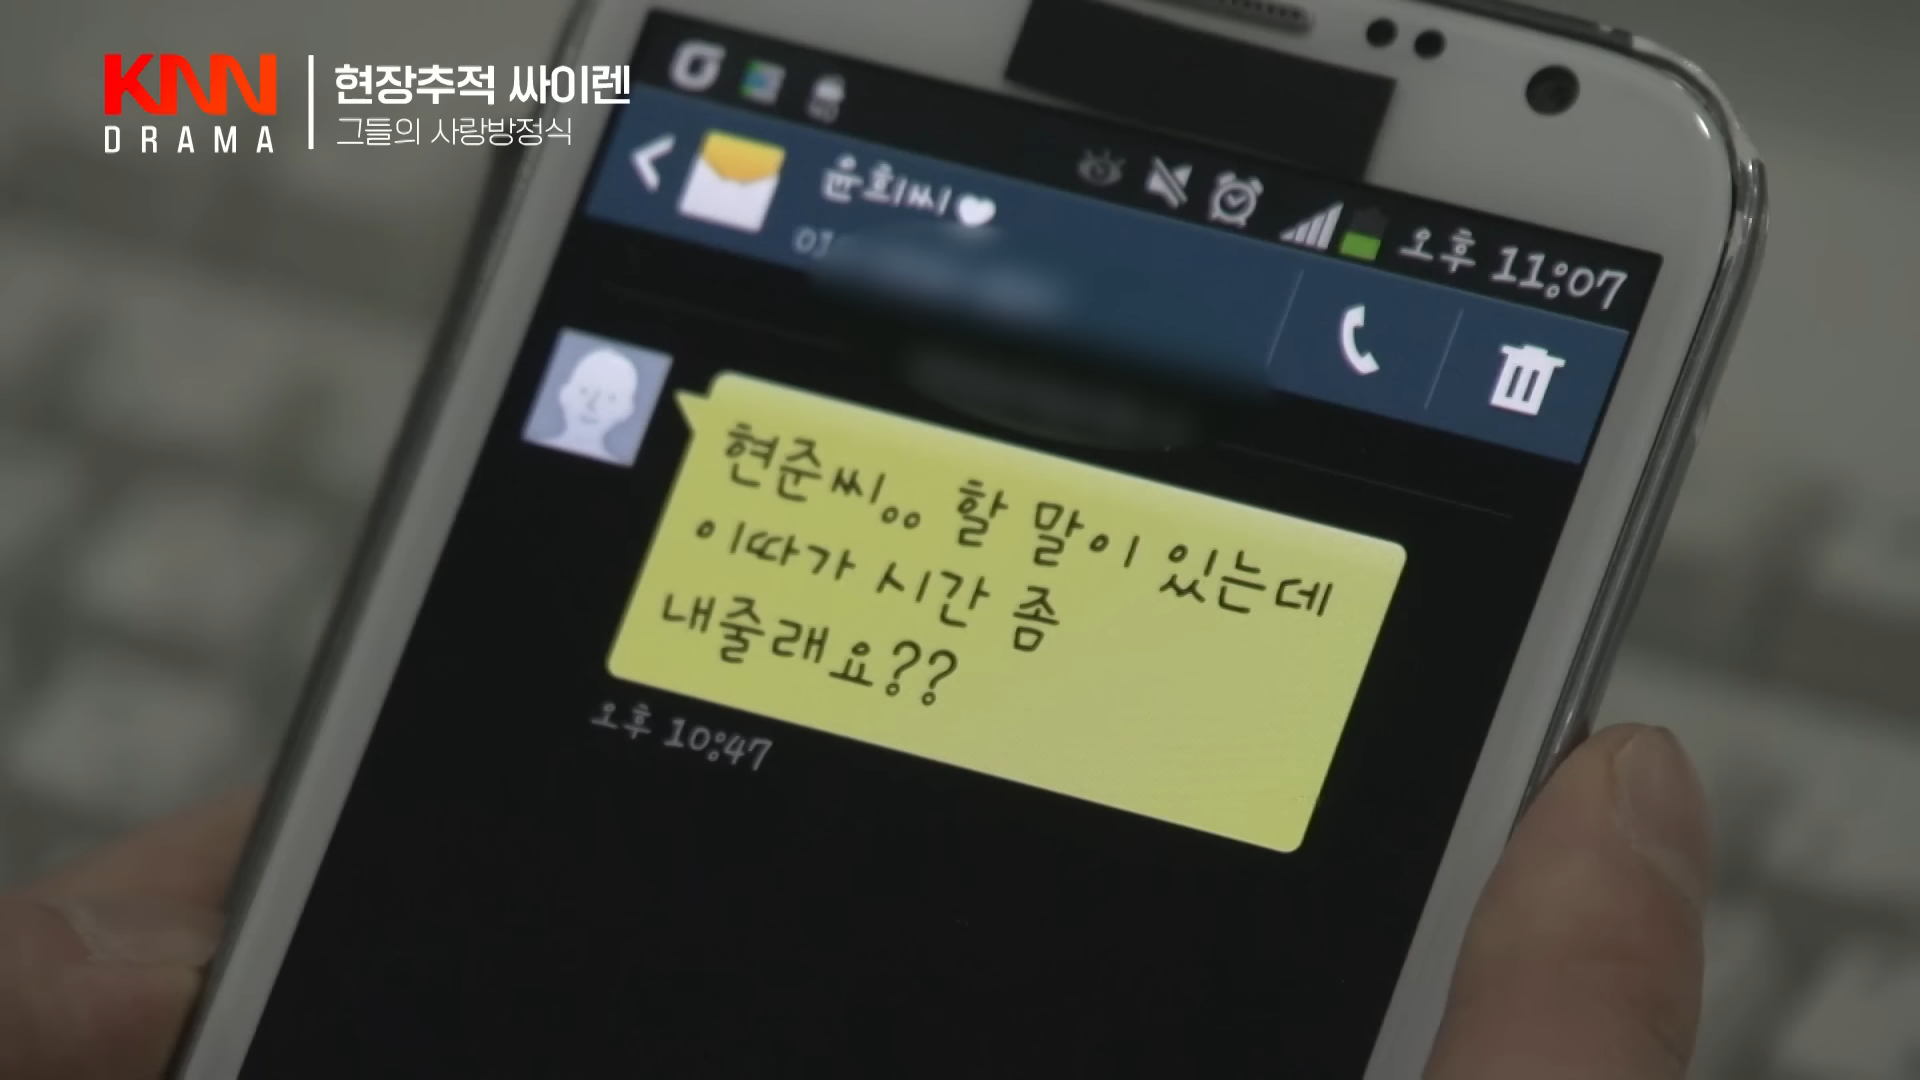 KNN
DRAMA
현장추적 싸이렌
그들의 사랑방정식
오후 11:07
윤희씨♥
01
현준씨.. 할 말이 있는데
이따가 시간 좀
내줄래요??
오후 10:47